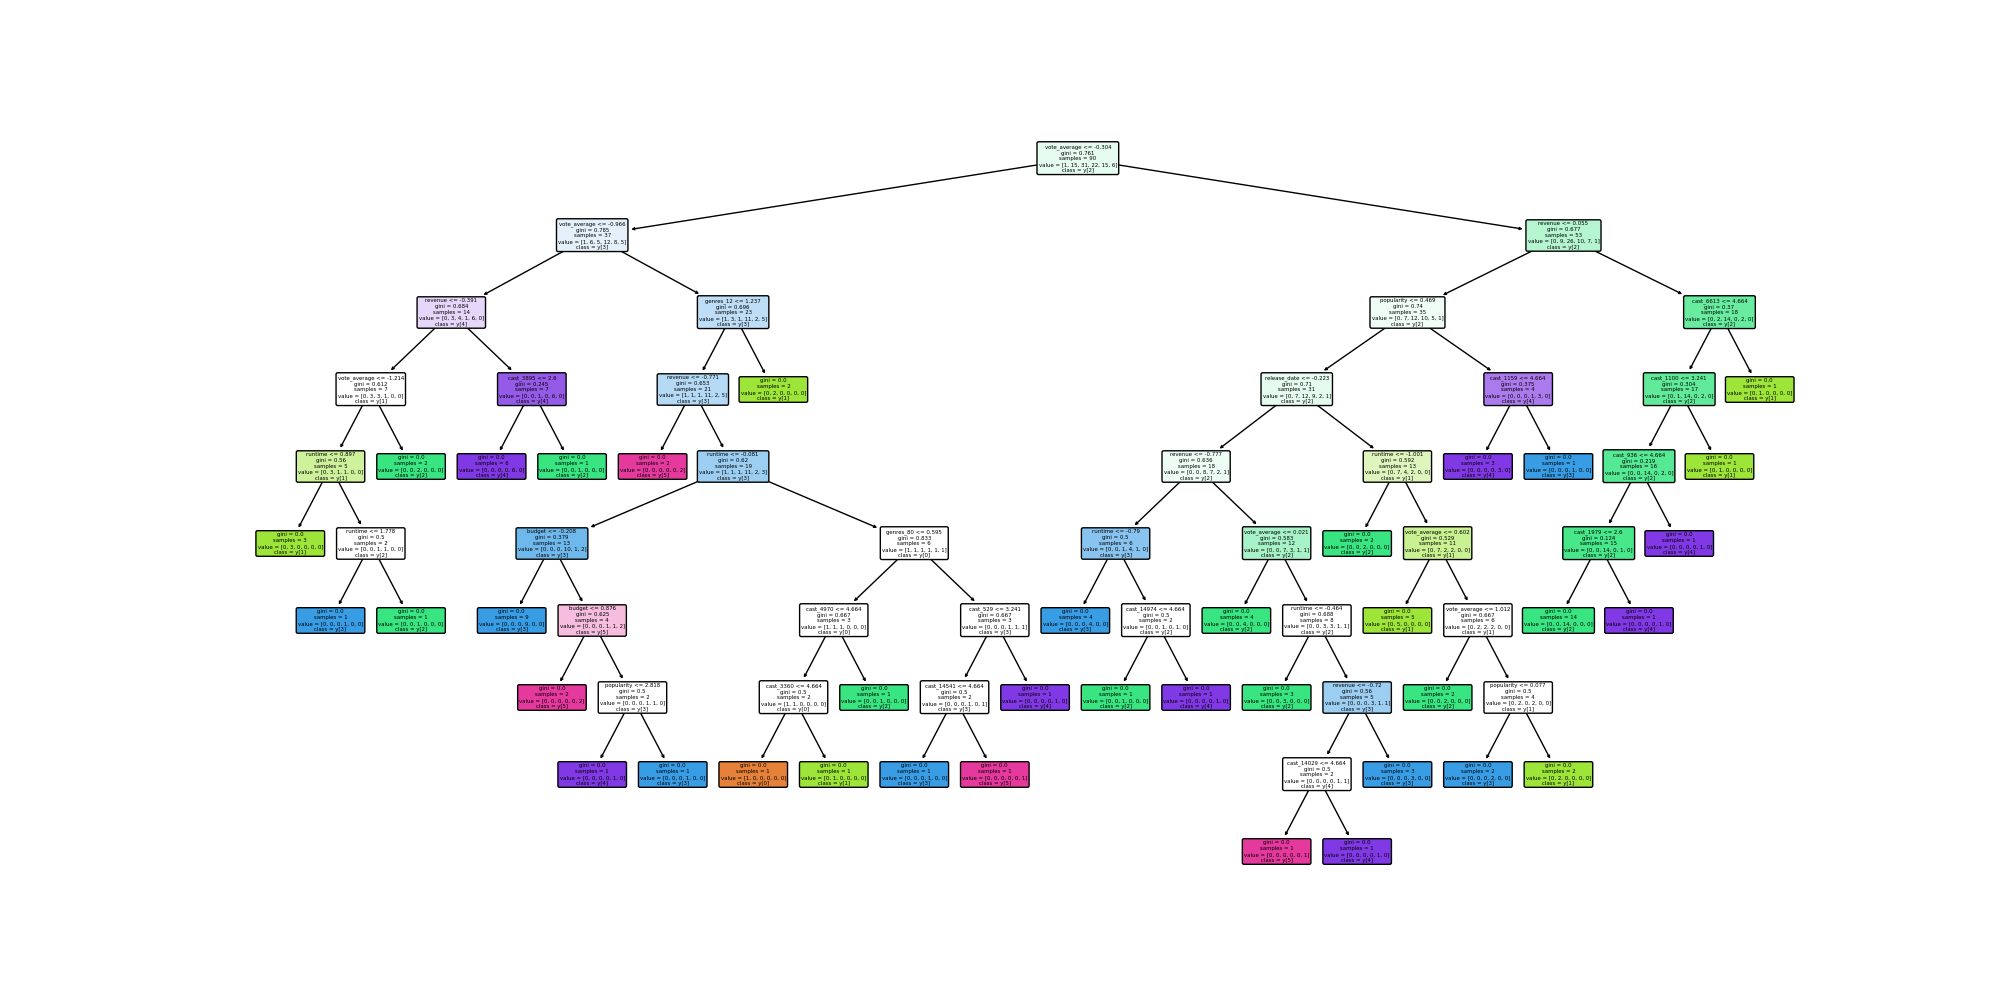 vote_average <= -0.304
gini = 0.761
samples = 90
value = [1, 15, 31, 22, 15, 6]
class = y[2]
vote_average <= -0.966
gini = 0.785
samples = 37
value = [1, 6, 5, 12, 8, 5]
class = y[3]
revenue <= 0.055
gini = 0.677
samples = 53
value = [0, 9, 26, 10, 7, 1]
class = y[2]
revenue <= -0.391
gini = 0.684
samples = 14
value = [0, 3, 4, 1, 6, 0]
class = y[4]
genres_12 <= 1.237
gini = 0.696
samples = 23
value = [1, 3, 1, 11, 2, 5]
class = y[3]
popularity <= 0.469
gini = 0.74
samples = 35
value = [0, 7, 12, 10, 5, 1]
class = y[2]
cast_6613 <= 4.664
gini = 0.37
samples = 18
value = [0, 2, 14, 0, 2, 0]
class = y[2]
vote_average <= -1.214
gini = 0.612
samples = 7
value = [0, 3, 3, 1, 0, 0]
class = y[1]
cast_3895 <= 2.6
gini = 0.245
samples = 7
value = [0, 0, 1, 0, 6, 0]
class = y[4]
revenue <= -0.771
gini = 0.653
samples = 21
value = [1, 1, 1, 11, 2, 5]
class = y[3]
gini = 0.0
samples = 2
value = [0, 2, 0, 0, 0, 0]
class = y[1]
release_date <= -0.223
gini = 0.71
samples = 31
value = [0, 7, 12, 9, 2, 1]
class = y[2]
cast_1159 <= 4.664
gini = 0.375
samples = 4
value = [0, 0, 0, 1, 3, 0]
class = y[4]
cast_1100 <= 3.241
gini = 0.304
samples = 17
value = [0, 1, 14, 0, 2, 0]
class = y[2]
gini = 0.0
samples = 1
value = [0, 1, 0, 0, 0, 0]
class = y[1]
runtime <= 0.897
gini = 0.56
samples = 5
value = [0, 3, 1, 1, 0, 0]
class = y[1]
gini = 0.0
samples = 2
value = [0, 0, 2, 0, 0, 0]
class = y[2]
gini = 0.0
samples = 6
value = [0, 0, 0, 0, 6, 0]
class = y[4]
gini = 0.0
samples = 1
value = [0, 0, 1, 0, 0, 0]
class = y[2]
gini = 0.0
samples = 2
value = [0, 0, 0, 0, 0, 2]
class = y[5]
runtime <= -0.081
gini = 0.62
samples = 19
value = [1, 1, 1, 11, 2, 3]
class = y[3]
revenue <= -0.777
gini = 0.636
samples = 18
value = [0, 0, 8, 7, 2, 1]
class = y[2]
runtime <= -1.001
gini = 0.592
samples = 13
value = [0, 7, 4, 2, 0, 0]
class = y[1]
gini = 0.0
samples = 3
value = [0, 0, 0, 0, 3, 0]
class = y[4]
gini = 0.0
samples = 1
value = [0, 0, 0, 1, 0, 0]
class = y[3]
cast_936 <= 4.664
gini = 0.219
samples = 16
value = [0, 0, 14, 0, 2, 0]
class = y[2]
gini = 0.0
samples = 1
value = [0, 1, 0, 0, 0, 0]
class = y[1]
gini = 0.0
samples = 3
value = [0, 3, 0, 0, 0, 0]
class = y[1]
runtime <= 1.778
gini = 0.5
samples = 2
value = [0, 0, 1, 1, 0, 0]
class = y[2]
budget <= -0.208
gini = 0.379
samples = 13
value = [0, 0, 0, 10, 1, 2]
class = y[3]
genres_80 <= 0.595
gini = 0.833
samples = 6
value = [1, 1, 1, 1, 1, 1]
class = y[0]
runtime <= -0.79
gini = 0.5
samples = 6
value = [0, 0, 1, 4, 1, 0]
class = y[3]
vote_average <= 0.021
gini = 0.583
samples = 12
value = [0, 0, 7, 3, 1, 1]
class = y[2]
gini = 0.0
samples = 2
value = [0, 0, 2, 0, 0, 0]
class = y[2]
vote_average <= 0.602
gini = 0.529
samples = 11
value = [0, 7, 2, 2, 0, 0]
class = y[1]
cast_1979 <= 2.6
gini = 0.124
samples = 15
value = [0, 0, 14, 0, 1, 0]
class = y[2]
gini = 0.0
samples = 1
value = [0, 0, 0, 0, 1, 0]
class = y[4]
gini = 0.0
samples = 1
value = [0, 0, 0, 1, 0, 0]
class = y[3]
gini = 0.0
samples = 1
value = [0, 0, 1, 0, 0, 0]
class = y[2]
gini = 0.0
samples = 9
value = [0, 0, 0, 9, 0, 0]
class = y[3]
budget <= 0.876
gini = 0.625
samples = 4
value = [0, 0, 0, 1, 1, 2]
class = y[5]
cast_4970 <= 4.664
gini = 0.667
samples = 3
value = [1, 1, 1, 0, 0, 0]
class = y[0]
cast_529 <= 3.241
gini = 0.667
samples = 3
value = [0, 0, 0, 1, 1, 1]
class = y[3]
gini = 0.0
samples = 4
value = [0, 0, 0, 4, 0, 0]
class = y[3]
cast_14974 <= 4.664
gini = 0.5
samples = 2
value = [0, 0, 1, 0, 1, 0]
class = y[2]
gini = 0.0
samples = 4
value = [0, 0, 4, 0, 0, 0]
class = y[2]
runtime <= -0.464
gini = 0.688
samples = 8
value = [0, 0, 3, 3, 1, 1]
class = y[2]
gini = 0.0
samples = 5
value = [0, 5, 0, 0, 0, 0]
class = y[1]
vote_average <= 1.012
gini = 0.667
samples = 6
value = [0, 2, 2, 2, 0, 0]
class = y[1]
gini = 0.0
samples = 14
value = [0, 0, 14, 0, 0, 0]
class = y[2]
gini = 0.0
samples = 1
value = [0, 0, 0, 0, 1, 0]
class = y[4]
gini = 0.0
samples = 2
value = [0, 0, 0, 0, 0, 2]
class = y[5]
popularity <= 2.818
gini = 0.5
samples = 2
value = [0, 0, 0, 1, 1, 0]
class = y[3]
cast_3360 <= 4.664
gini = 0.5
samples = 2
value = [1, 1, 0, 0, 0, 0]
class = y[0]
gini = 0.0
samples = 1
value = [0, 0, 1, 0, 0, 0]
class = y[2]
cast_14541 <= 4.664
gini = 0.5
samples = 2
value = [0, 0, 0, 1, 0, 1]
class = y[3]
gini = 0.0
samples = 1
value = [0, 0, 0, 0, 1, 0]
class = y[4]
gini = 0.0
samples = 1
value = [0, 0, 1, 0, 0, 0]
class = y[2]
gini = 0.0
samples = 1
value = [0, 0, 0, 0, 1, 0]
class = y[4]
gini = 0.0
samples = 3
value = [0, 0, 3, 0, 0, 0]
class = y[2]
revenue <= -0.72
gini = 0.56
samples = 5
value = [0, 0, 0, 3, 1, 1]
class = y[3]
gini = 0.0
samples = 2
value = [0, 0, 2, 0, 0, 0]
class = y[2]
popularity <= 0.077
gini = 0.5
samples = 4
value = [0, 2, 0, 2, 0, 0]
class = y[1]
gini = 0.0
samples = 1
value = [0, 0, 0, 0, 1, 0]
class = y[4]
gini = 0.0
samples = 1
value = [0, 0, 0, 1, 0, 0]
class = y[3]
gini = 0.0
samples = 1
value = [1, 0, 0, 0, 0, 0]
class = y[0]
gini = 0.0
samples = 1
value = [0, 1, 0, 0, 0, 0]
class = y[1]
gini = 0.0
samples = 1
value = [0, 0, 0, 1, 0, 0]
class = y[3]
gini = 0.0
samples = 1
value = [0, 0, 0, 0, 0, 1]
class = y[5]
cast_14029 <= 4.664
gini = 0.5
samples = 2
value = [0, 0, 0, 0, 1, 1]
class = y[4]
gini = 0.0
samples = 3
value = [0, 0, 0, 3, 0, 0]
class = y[3]
gini = 0.0
samples = 2
value = [0, 0, 0, 2, 0, 0]
class = y[3]
gini = 0.0
samples = 2
value = [0, 2, 0, 0, 0, 0]
class = y[1]
gini = 0.0
samples = 1
value = [0, 0, 0, 0, 0, 1]
class = y[5]
gini = 0.0
samples = 1
value = [0, 0, 0, 0, 1, 0]
class = y[4]